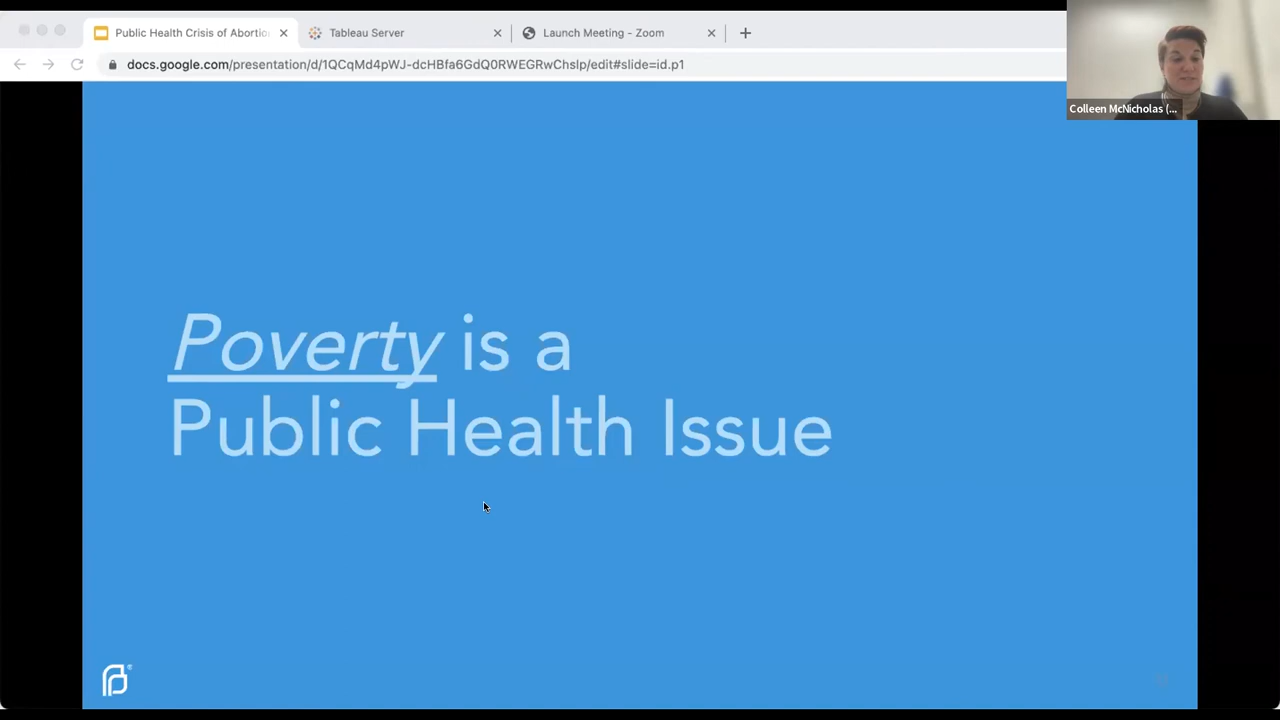 Public Health Crisis of Abortio
Tableau Server
Launch Meeting - Zoom
docs.google.com/presentation/d/1QCqMd4pWJ-dcHBfa6GdQ0RWEGRwChsIp/edit#slide=id.p1
Colleen McNicholas (...
Poverty is a
Public Health Issue